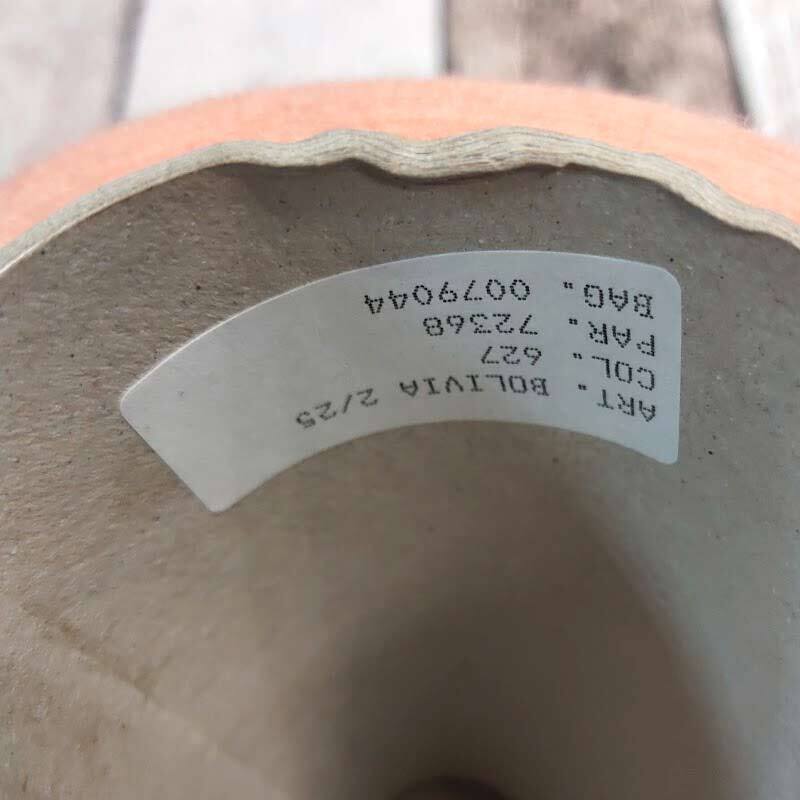 ART. BOLIVIA 2/25
COL. 627
PAR. 72368
BAG. 0079044